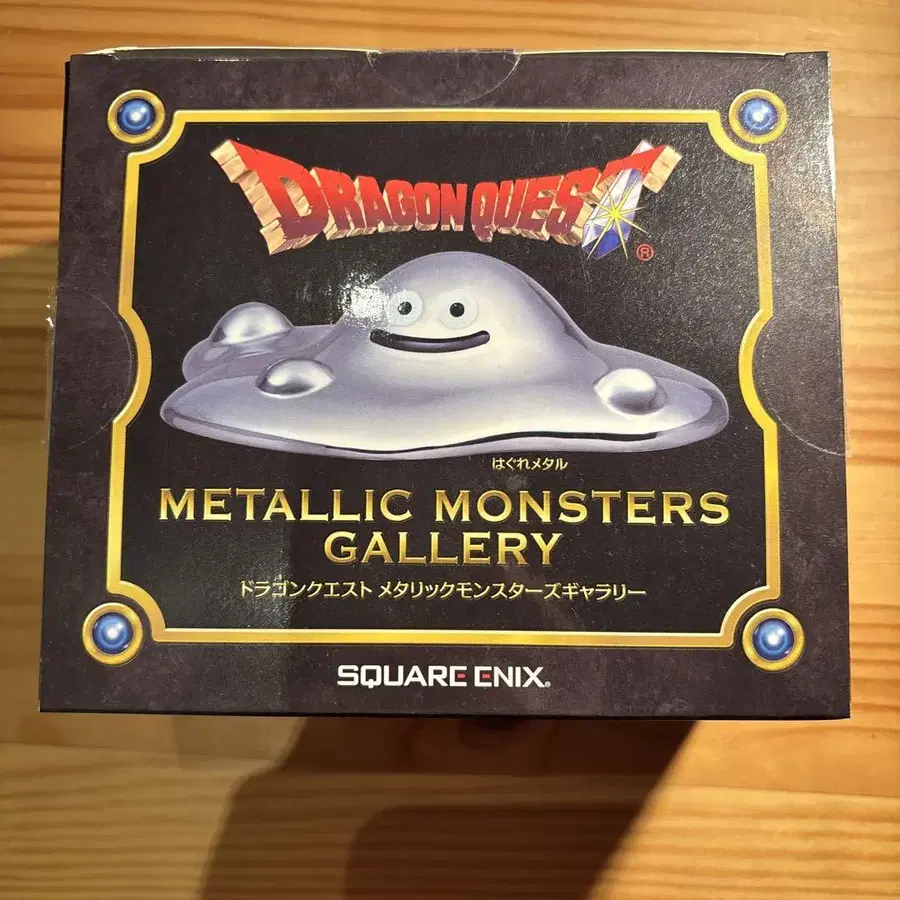 DRAGON QUEST
®
はぐれメタル
METALLIC MONSTERS
GALLERY
ドラゴンクエスト メタリックモンスターズギャラリー
SQUARE ENIX®